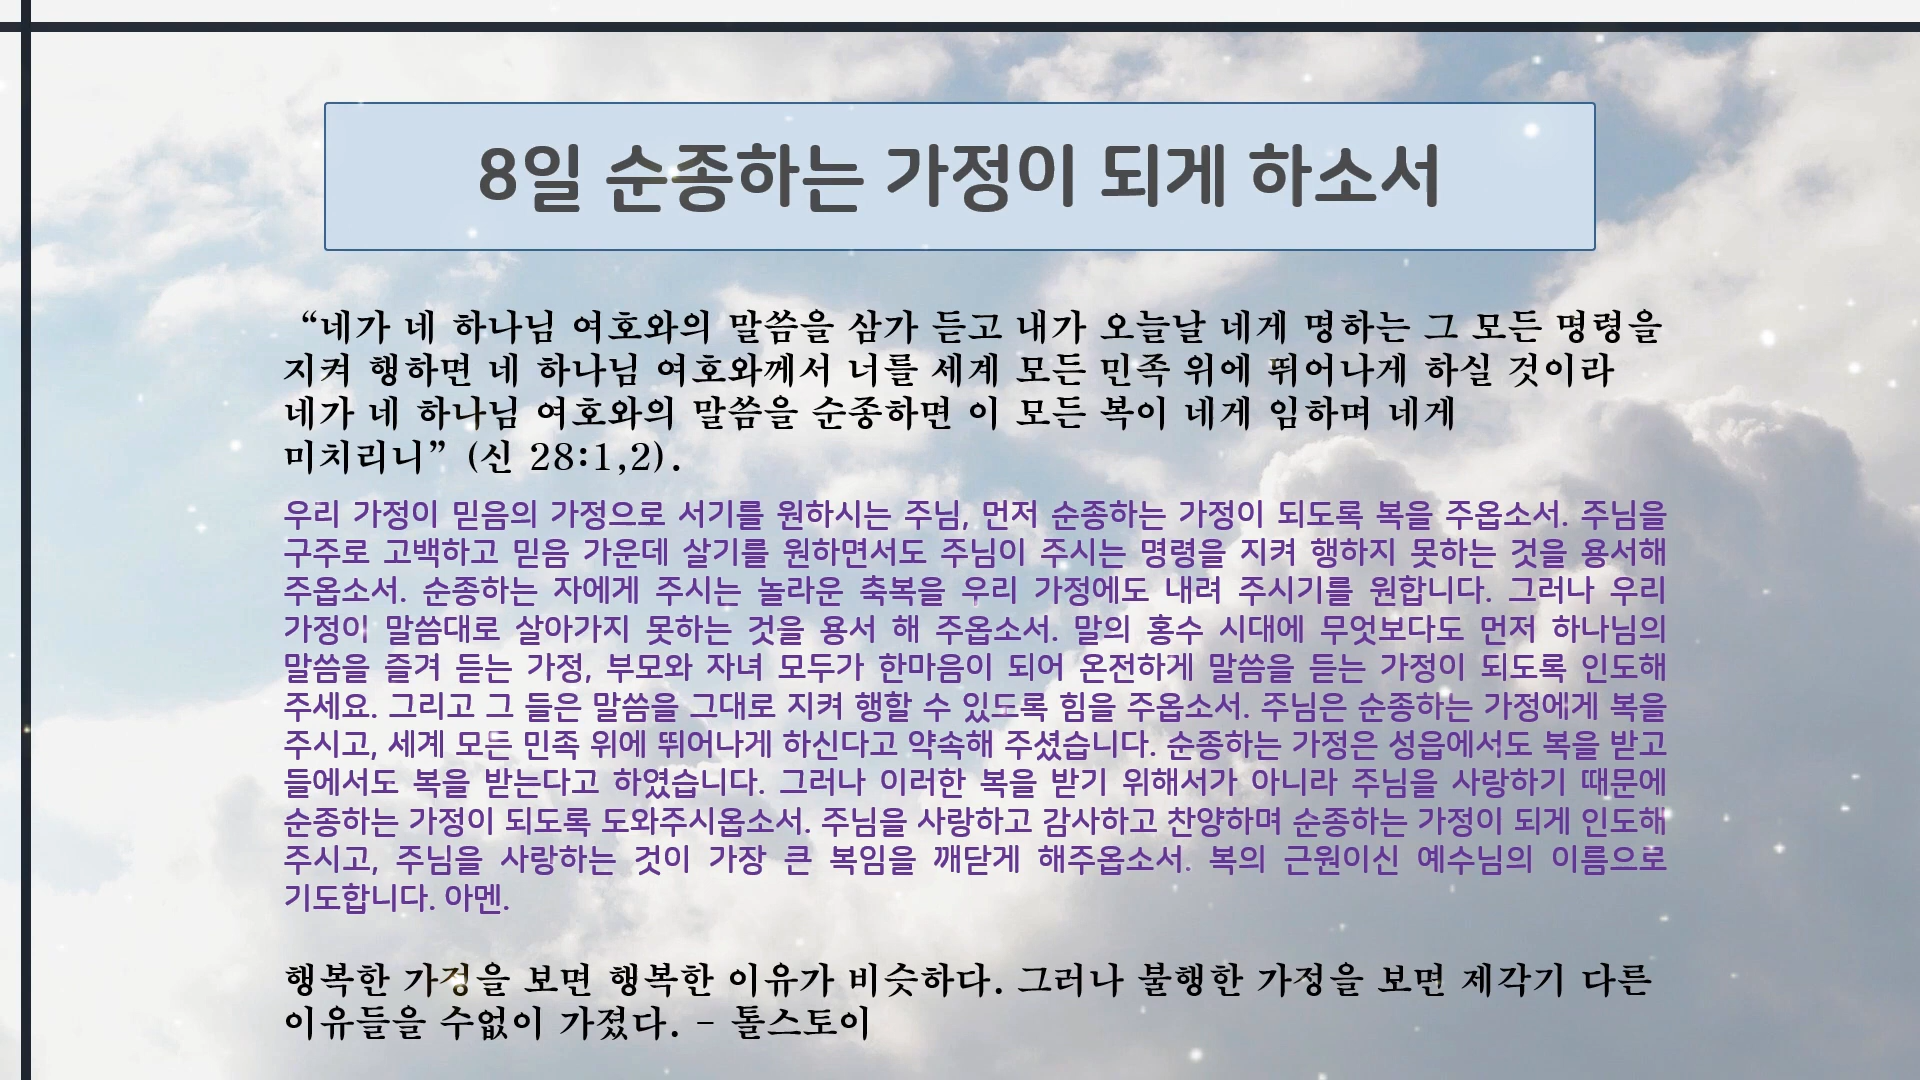 8일 순종하는 가정이 되게 하소서
“네가 네 하나님 여호와의 말씀을 삼가 듣고 내가 오늘날 네게 명하는 그 모든 명령을
지켜 행하면 네 하나님 여호와께서 너를 세계 모든 민족 위에 뛰어나게 하실 것이라
네가 네 하나님 여호와의 말씀을 순종하면 이 모든 복이 네게 임하며 네게
미치리니” (신 28:1,2).
우리 가정이 믿음의 가정으로 서기를 원하시는 주님, 먼저 순종하는 가정이 되도록 복을 주옵소서. 주님을
구주로 고백하고 믿음 가운데 살기를 원하면서도 주님이 주시는 명령을 지켜 행하지 못하는 것을 용서해
주옵소서. 순종하는 자에게 주시는 놀라운 축복을 우리 가정에도 내려 주시기를 원합니다. 그러나 우리
가정이 말씀대로 살아가지 못하는 것을 용서 해 주옵소서. 말의 홍수 시대에 무엇보다도 먼저 하나님의
말씀을 즐겨 듣는 가정, 부모와 자녀 모두가 한마음이 되어 온전하게 말씀을 듣는 가정이 되도록 인도해
주세요. 그리고 그 들은 말씀을 그대로 지켜 행할 수 있도록 힘을 주옵소서. 주님은 순종하는 가정에게 복을
주시고, 세계 모든 민족 위에 뛰어나게 하신다고 약속해 주셨습니다. 순종하는 가정은 성읍에서도 복을 받고
들에서도 복을 받는다고 하였습니다. 그러나 이러한 복을 받기 위해서가 아니라 주님을 사랑하기 때문에
순종하는 가정이 되도록 도와주시옵소서. 주님을 사랑하고 감사하고 찬양하며 순종하는 가정이 되게 인도해
주시고, 주님을 사랑하는 것이 가장 큰 복임을 깨닫게 해주옵소서. 복의 근원이신 예수님의 이름으로
기도합니다. 아멘.
행복한 가정을 보면 행복한 이유가 비슷하다. 그러나 불행한 가정을 보면 제각기 다른
이유들을 수없이 가졌다. – 톨스토이